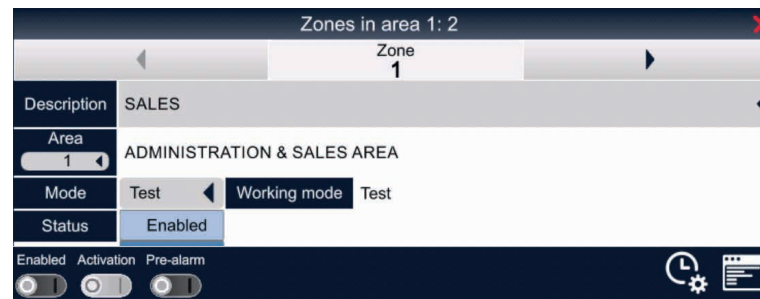 Zones in area 1: 2
Zone
1
Description SALES
Area
1 ADMINISTRATION & SALES AREA
Mode Test Working mode Test
Status Enabled
Enabled Activation Pre-alarm